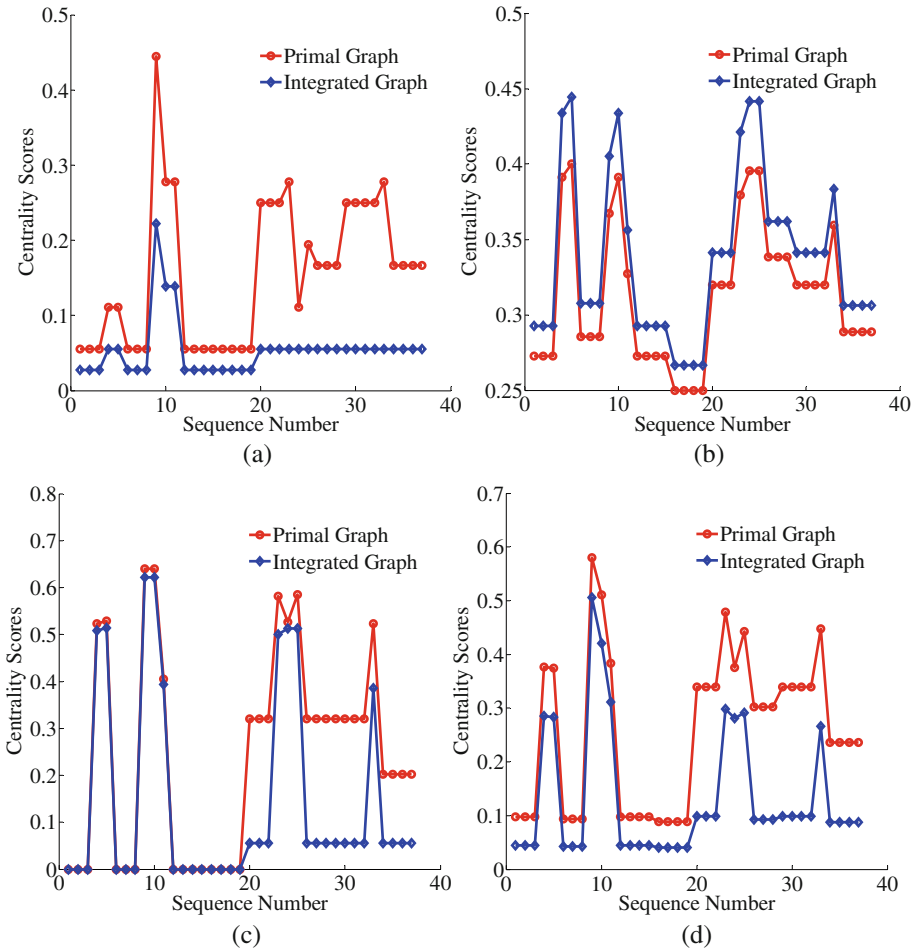 0.5
0.4
0.3
0.2
0.1
0
0
10
20
30
40
Centrality Scores
Sequence Number
Primal Graph
Integrated Graph
(a)
0.5
0.45
0.4
0.35
0.3
0.25
0
10
20
30
40
Centrality Scores
Sequence Number
Primal Graph
Integrated Graph
(b)
0.8
0.7
0.6
0.5
0.4
0.3
0.2
0.1
0
0
10
20
30
40
Centrality Scores
Sequence Number
Primal Graph
Integrated Graph
(c)
0.7
0.6
0.5
0.4
0.3
0.2
0.1
0
0
10
20
30
40
Centrality Scores
Sequence Number
Primal Graph
Integrated Graph
(d)